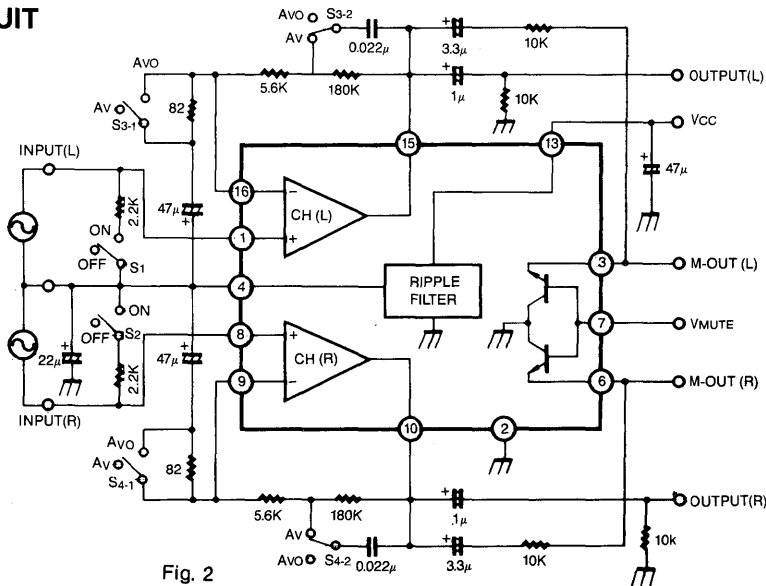 UIT
AVO
S3-2
AV
0.022μ
3.3μ
10K
AVO
AV
S3-1
82
5.6K
180K
1μ
10K
OUTPUT(L)
VCC
15
13
47μ
INPUT(L)
2.2K
ON
OFF
S1
47μ
16
CH (L)
1
4
RIPPLE
FILTER
3
M-OUT (L)
7
VMUTE
ON
OFF
S2
22μ
2.2K
47μ
8
CH (R)
9
6
M-OUT (R)
INPUT(R)
10
2
AVO
AV
S4-1
82
5.6K
180K
1μ
OUTPUT(R)
AV
AVO
S4-2
0.022μ
3.3μ
10K
10k
Fig. 2